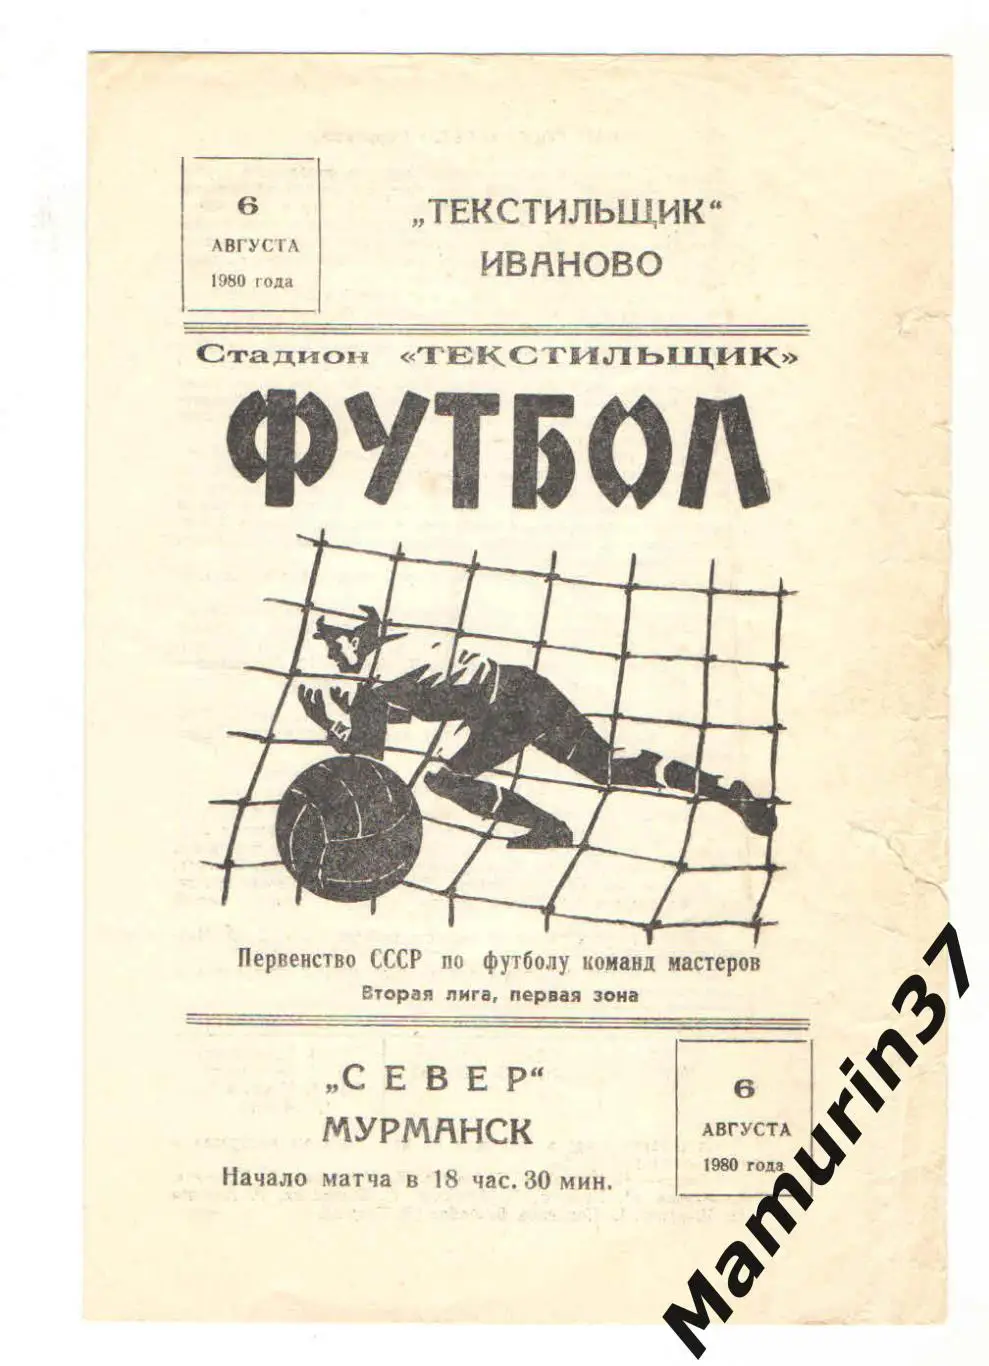 6
АВГУСТА
1980 года
„ТЕКСТИЛЬЩИК“
ИВАНОВО
Стадион «ТЕКСТИЛЬЩИК»
ФУТБОЛ
Первенство СССР по футболу команд мастеров
Вторая лига, первая зона
„СЕВЕР“
МУРМАНСК
Начало матча в 18 час. 30 мин.
6
АВГУСТА
1980 года
Mamurin37